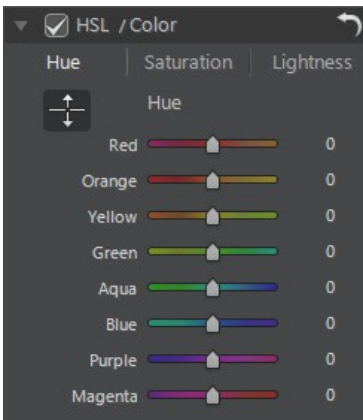 HSL / Color
Hue Saturation Lightness
Hue
Red 0
Orange 0
Yellow 0
Green 0
Aqua 0
Blue 0
Purple 0
Magenta 0